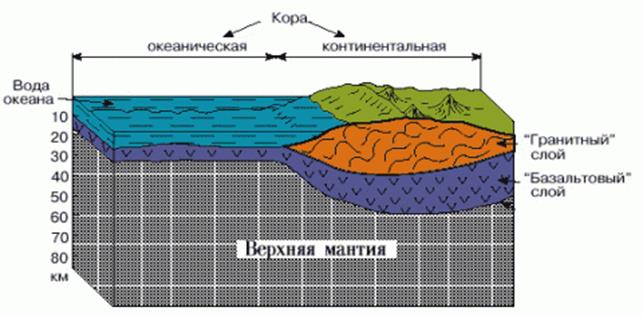 Кора
океаническая
континентальная
Вода
океана
10
20
30
40
50
60
70
80
км
"Гранитный"
слой
"Базальтовый"
слой
Верхняя мантия